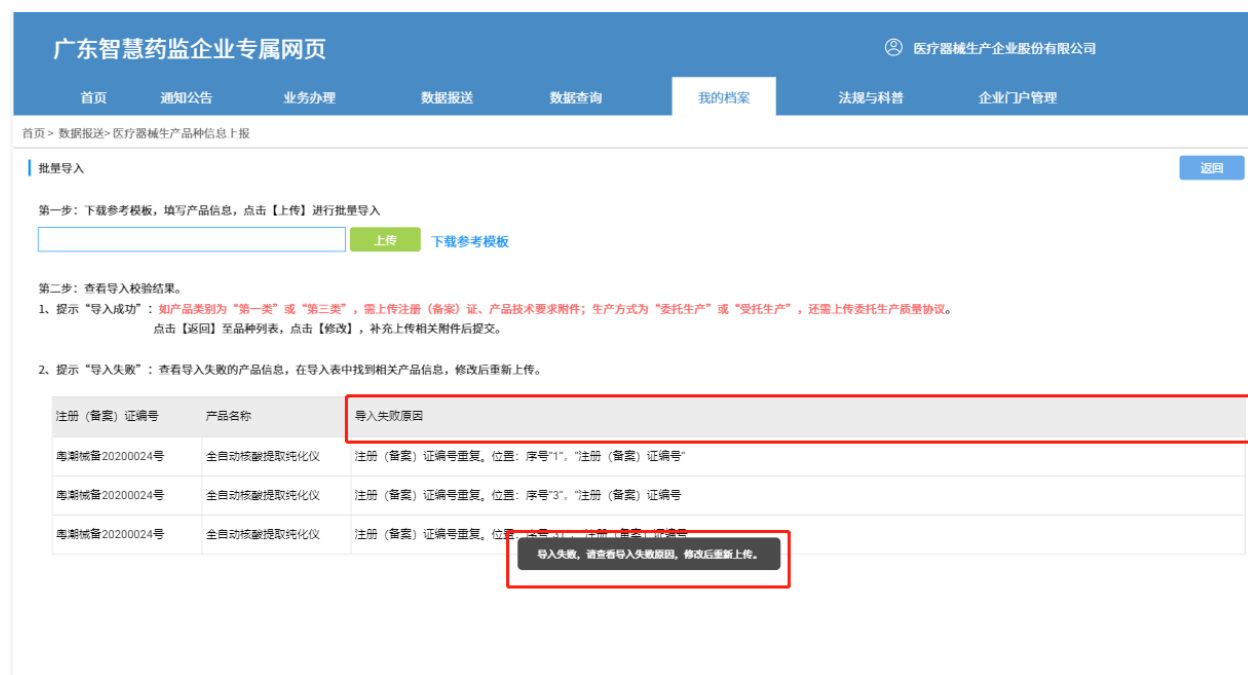 广东智慧药监企业专属网页
医疗器械生产企业股份有限公司
首页 通知公告 业务办理 数据报送 数据查询 我的档案 法规与科普 企业门户管理
首页> 数据报送> 医疗器械生产品种信息上报
批量导入
返回
第一步：下载参考模板，填写产品信息，点击【上传】进行批量导入
上传 下载参考模板
第二步：查看导入校验结果。
1、提示“导入成功”：如产品类别为“第一类”或“第三类”，需上传注册（备案）证、产品技术要求附件；生产方式为“委托生产”或“受托生产”，还需上传委托生产质量协议。
点击【返回】至品种列表，点击【修改】，补充上传相关附件后提交。
2、提示“导入失败”：查看导入失败的产品信息，在导入表中找到相关产品信息，修改后重新上传。
注册（备案）证编号 产品名称 导入失败原因
粤潮械备20200024号 全自动核酸提取纯化仪 注册（备案）证编号重复。位置：序号"1"，"注册（备案）证编号"
粤潮械备20200024号 全自动核酸提取纯化仪 注册（备案）证编号重复。位置：序号"3"，"注册（备案）证编号
粤潮械备20200024号 全自动核酸提取纯化仪 注册（备案）证编号重复。位置：序号"31"，"注册（备案）证编号
导入失败，请查看导入失败原因，修改后重新上传。